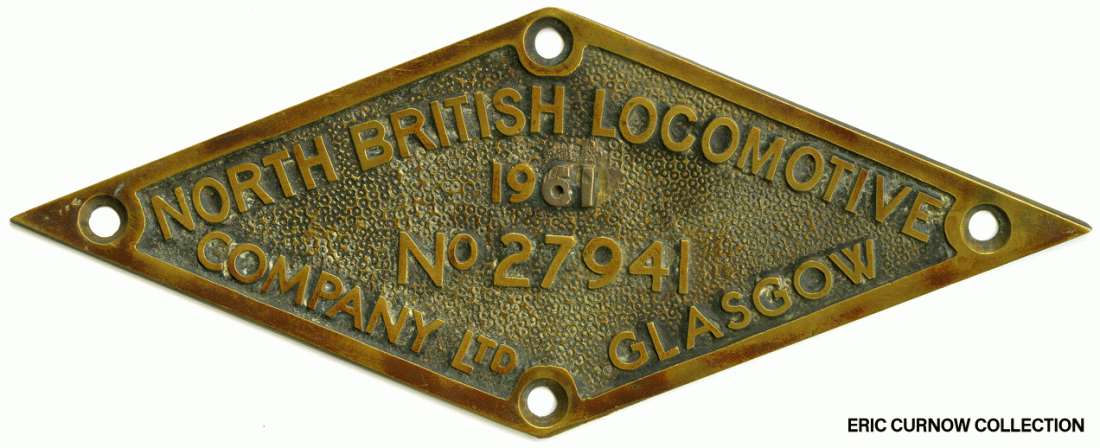 NORTH BRITISH LOCOMOTIVE
1961
No 27941
COMPANY LTD GLASGOW
ERIC CURNOW COLLECTION